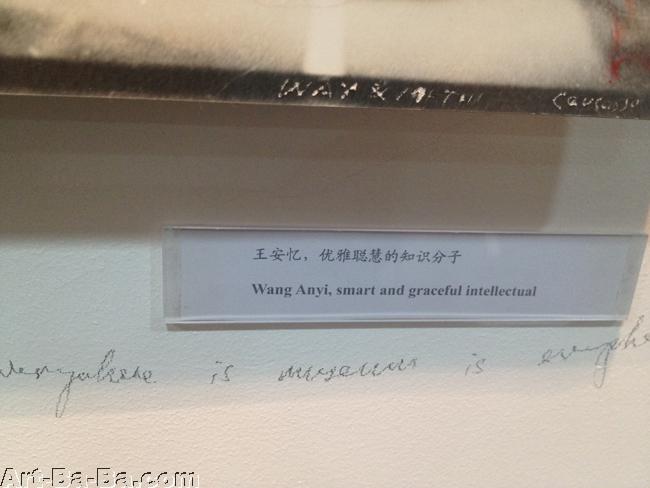 王安忆，优雅聪慧的知识分子
Wang Anyi, smart and graceful intellectual
is museum is
Art-Ba-Ba.com